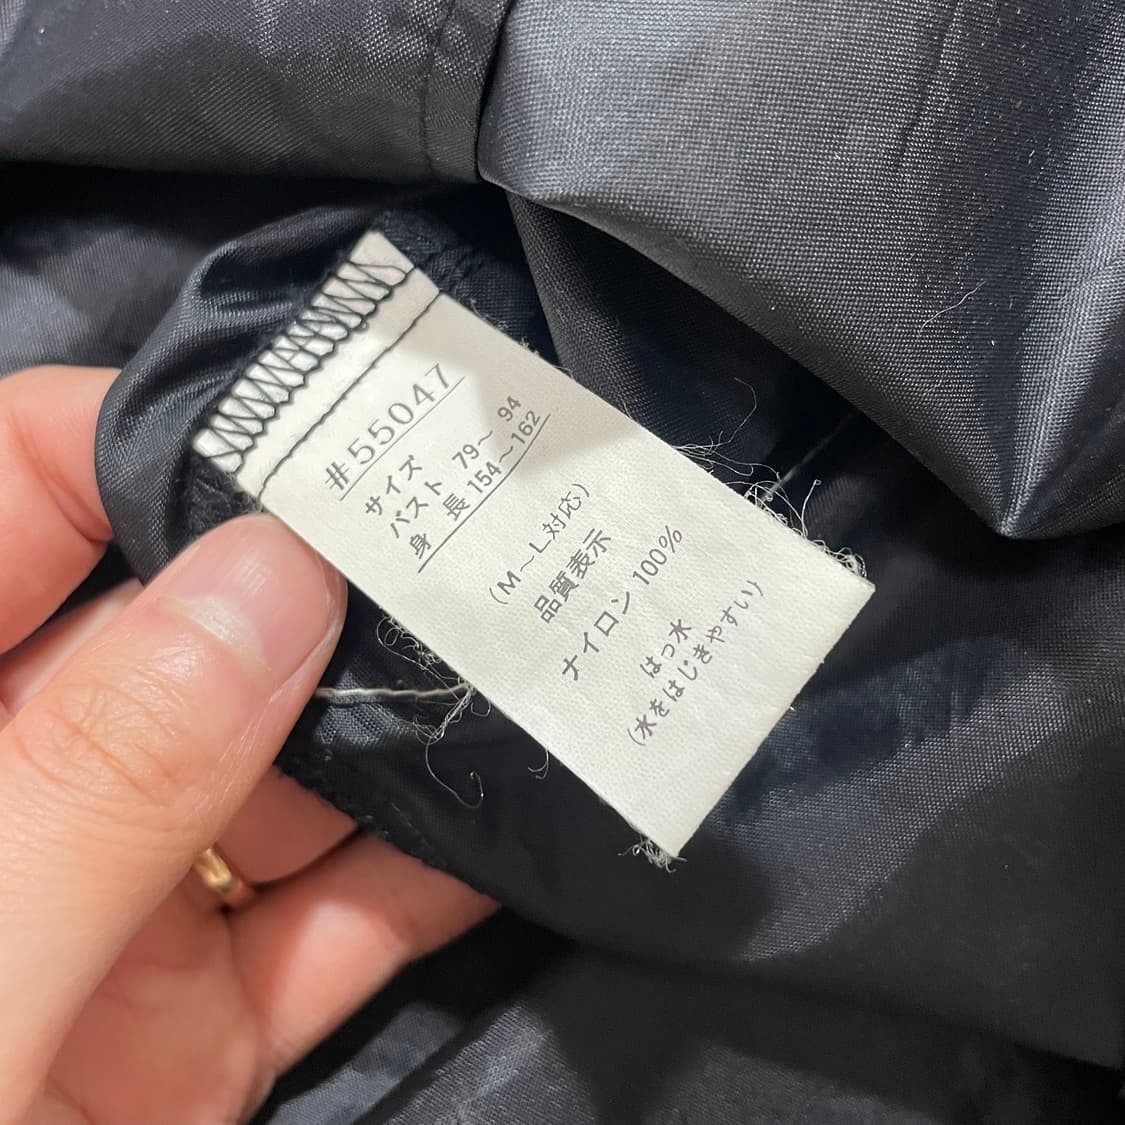 #55047
サイズ
バスト 79～94
身長 154～162
(M～L対応)
品質表示
ナイロン 100%
はっ水
(水をはじきやすい)